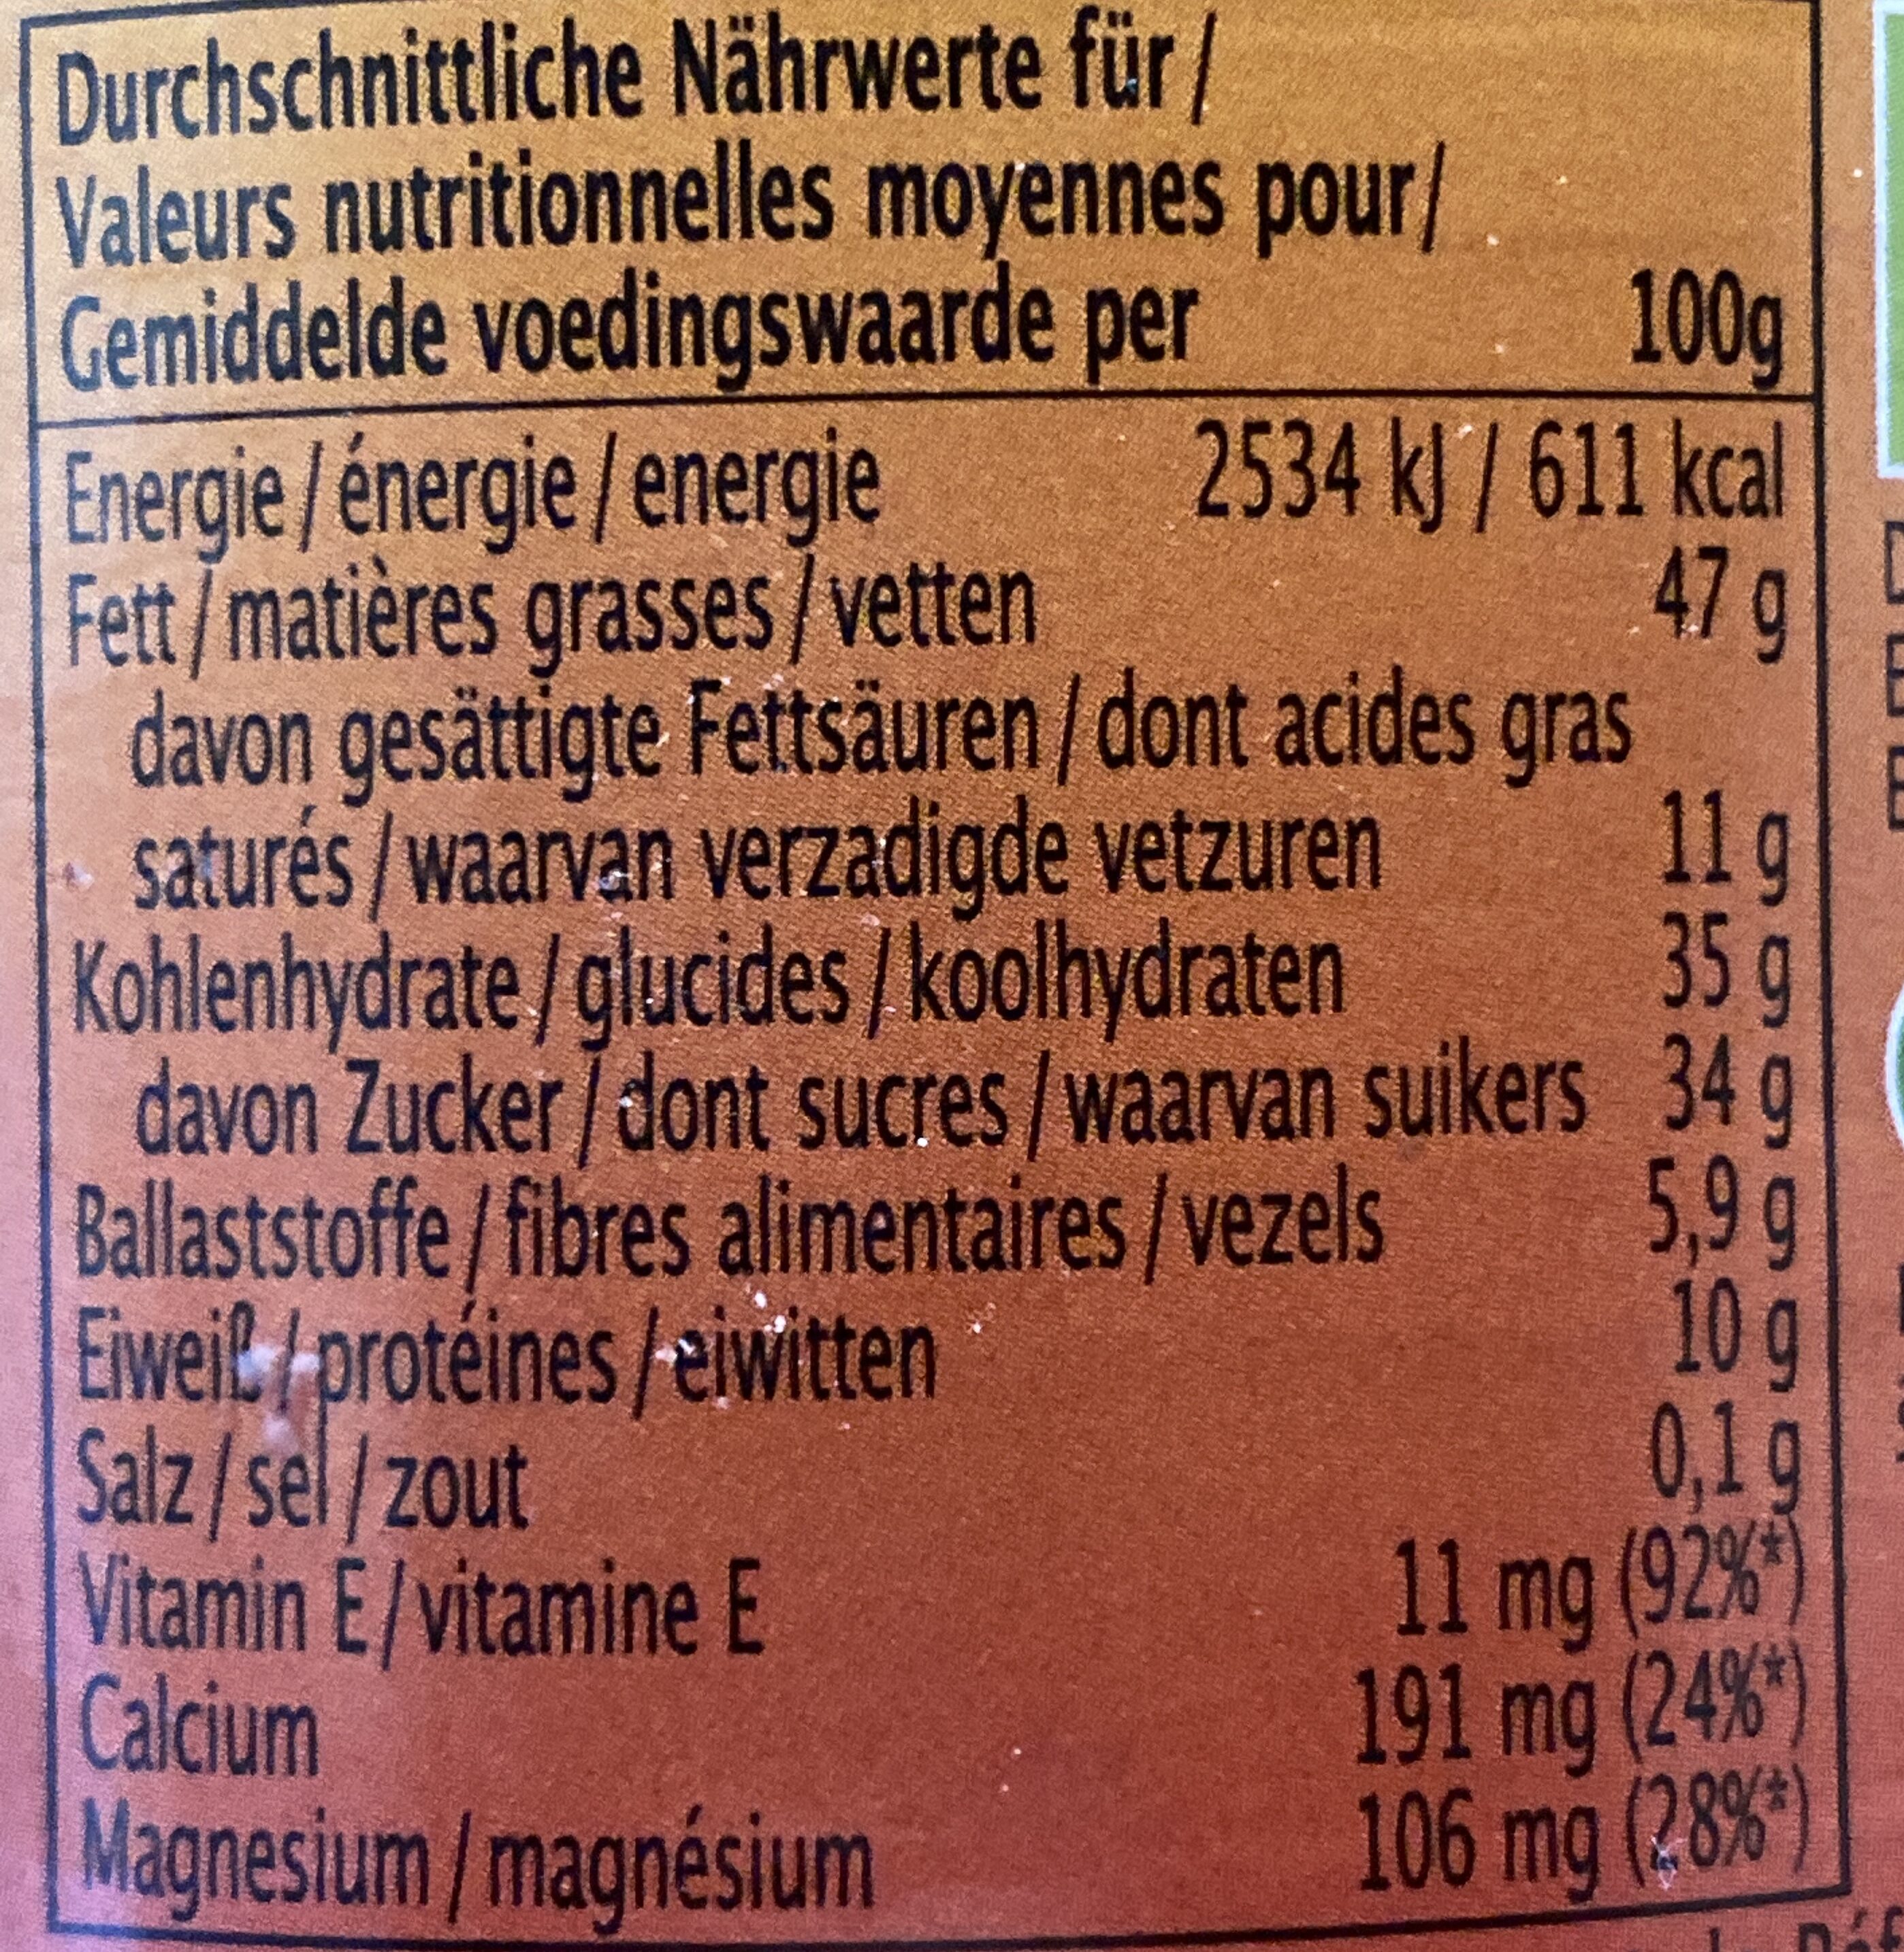 Durchschnittliche Nährwerte für /
Valeurs nutritionnelles moyennes pour/
Gemiddelde voedingswaarde per 100g
Energie / énergie / energie 2534 kJ / 611 kcal
Fett / matières grasses / vetten 47 g
davon gesättigte Fettsäuren / dont acides gras
saturés / waarvan verzadigde vetzuren 11 g
Kohlenhydrate / glucides / koolhydraten 35 g
davon Zucker / dont sucres / waarvan suikers 34 g
Ballaststoffe / fibres alimentaires / vezels 5,9 g
Eiweiß / protéines / eiwitten 10 g
Salz / sel / zout 0,1 g
Vitamin E / vitamine E 11 mg (92%*)
Calcium 191 mg (24%*)
Magnesium / magnésium 106 mg (28%*)